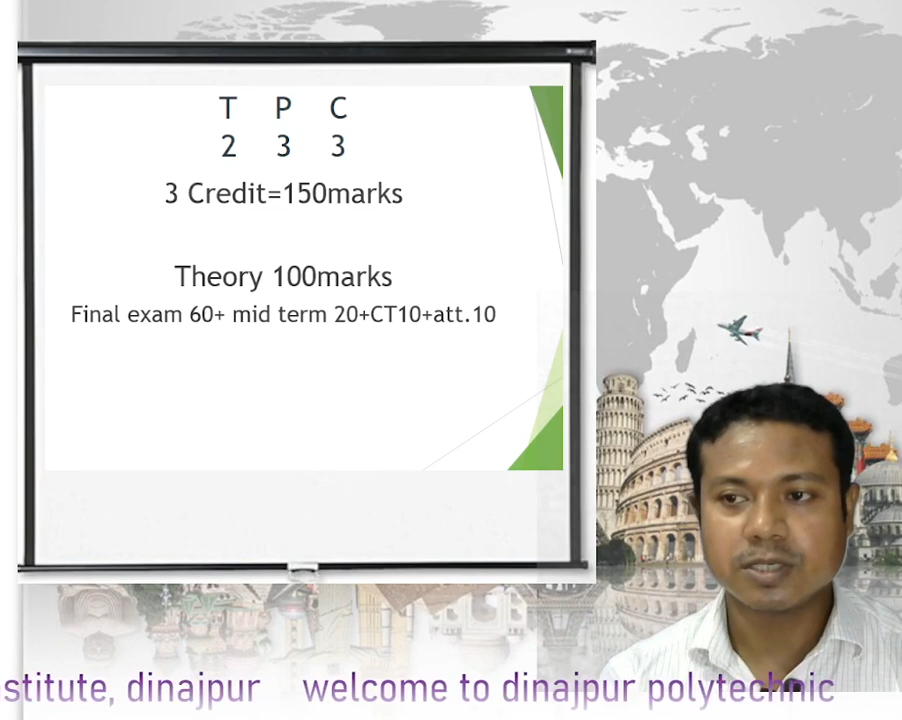 T P C
2 3 3
3 Credit=150marks
Theory 100marks
Final exam 60+ mid term 20+CT10+att.10
stitute, dinajpur welcome to dinajpur polytechnic